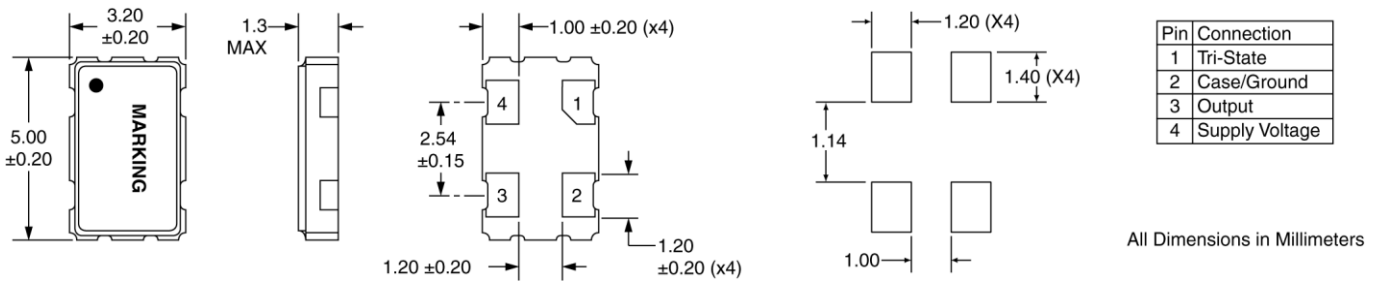 3.20
±0.20
5.00
±0.20
MARKING
1.3
MAX
1.00 ±0.20 (x4)
4
1
3
2
2.54
±0.15
1.20 ±0.20
1.20
±0.20 (x4)
1.20 (X4)
1.40 (X4)
1.14
1.00
Pin Connection
1 Tri-State
2 Case/Ground
3 Output
4 Supply Voltage
All Dimensions in Millimeters